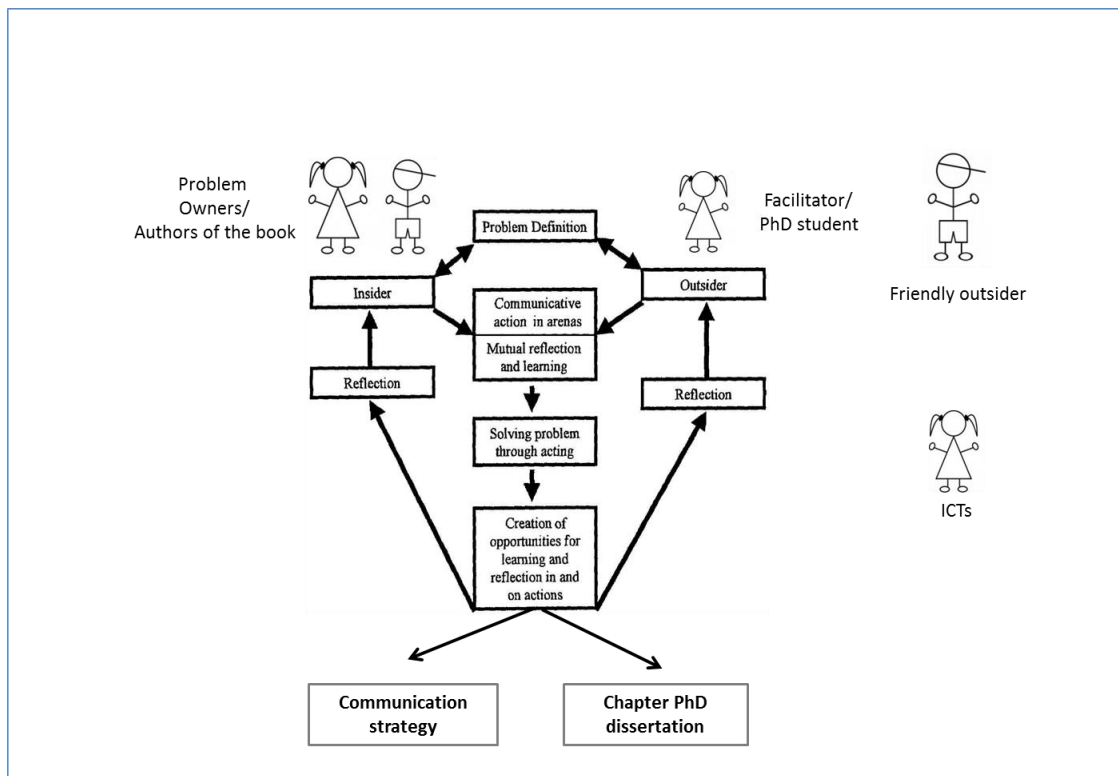 Problem
Owners/
Authors of the book
Facilitator/
PhD student
Friendly outsider
ICTs
Problem Definition
Insider
Outsider
Communicative
action in arenas
Mutual reflection
and learning
Reflection
Reflection
Solving problem
through acting
Creation of
opportunities for
learning and
reflection in and
on actions
Communication
strategy
Chapter PhD
dissertation